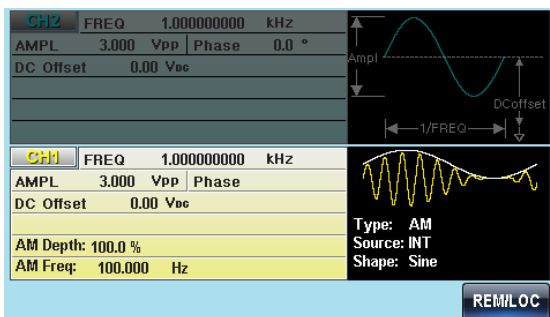 CH2 FREQ 1.000000000 kHz
AMPL 3.000 Vpp Phase 0.0 °
DC Offset 0.00 VDC
Ampl
DCoffset
1/FREQ
CH1 FREQ 1.000000000 kHz
AMPL 3.000 Vpp Phase
DC Offset 0.00 VDC
AM Depth: 100.0 %
AM Freq: 100.000 Hz
Type: AM
Source: INT
Shape: Sine
REM/LOC